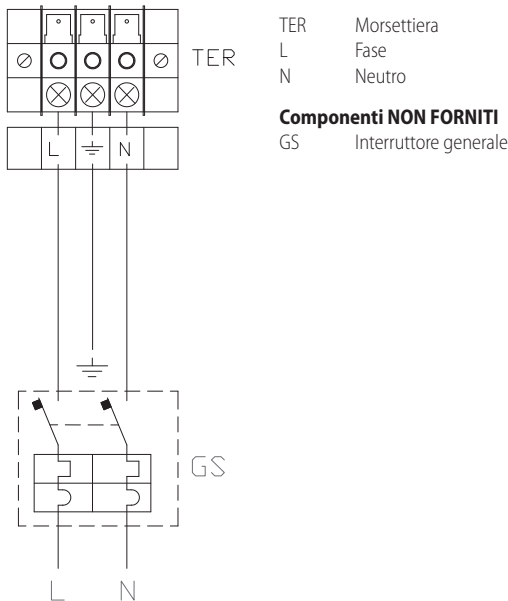 TER
L N
GS
L N
TER Morsettiera
L Fase
N Neutro
Componenti NON FORNITI
GS Interruttore generale